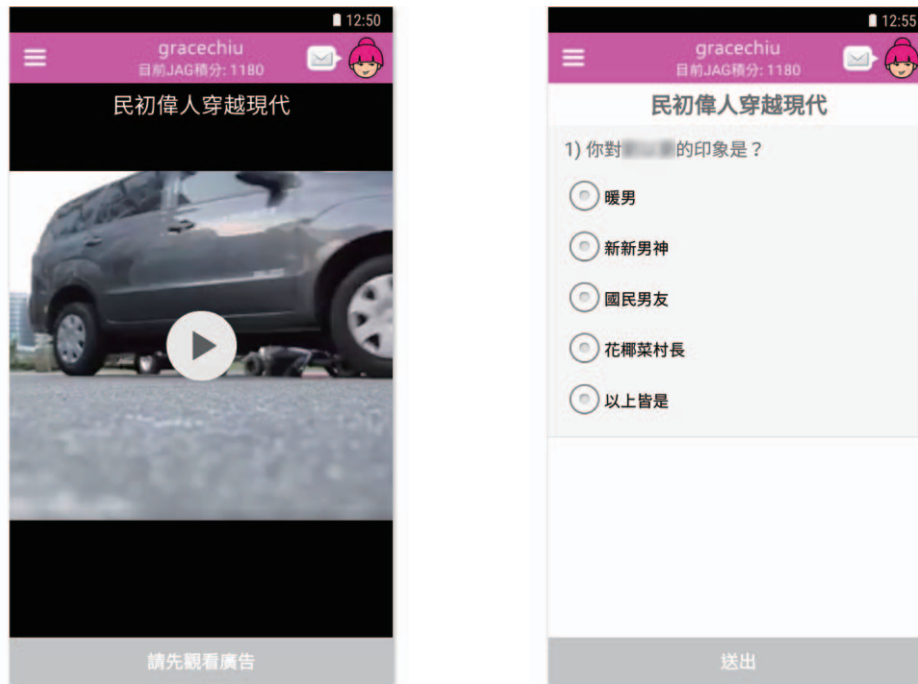 12:50
gracechiu
目前JAG積分: 1180
民初偉人穿越現代
請先觀看廣告
12:55
gracechiu
目前JAG積分: 1180
民初偉人穿越現代
1) 你對 的印象是？
暖男
新新男神
國民男友
花椰菜村長
以上皆是
送出